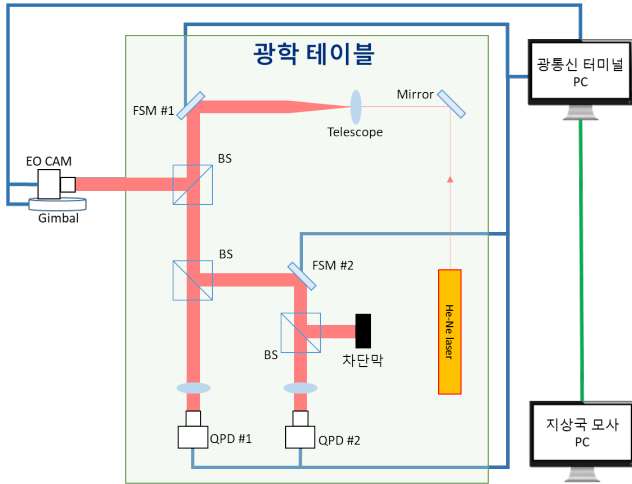 광학 테이블
광통신 터미널
PC
FSM #1
Mirror
Telescope
EO CAM
BS
Gimbal
BS
FSM #2
He-Ne laser
BS
차단막
QPD #1
QPD #2
지상국 모사
PC